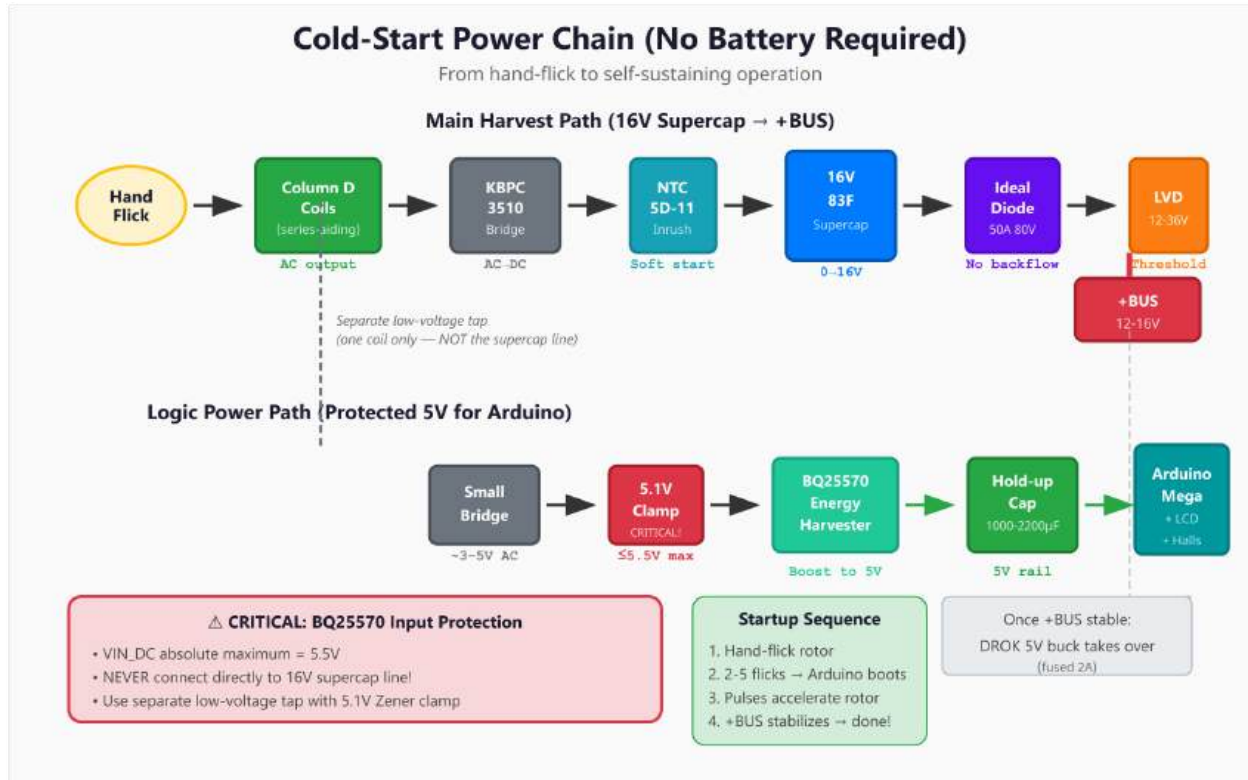 Cold-Start Power Chain (No Battery Required)
From hand-flick to self-sustaining operation
Main Harvest Path (16V Supercap → +BUS)
Hand
Flick
Column D
Coils
(series-aiding)
AC output
KBPC
3510
Bridge
AC→DC
NTC
5D-11
Inrush
Soft start
16V
83F
Supercap
0→16V
Ideal
Diode
50A 80V
No backflow
LVD
12-36V
Threshold
+BUS
12-16V
Separate low-voltage tap
(one coil only — NOT the supercap line)
Logic Power Path (Protected 5V for Arduino)
Small
Bridge
~3-5V AC
5.1V
Clamp
CRITICAL!
≤5.5V max
BQ25570
Energy
Harvester
Boost to 5V
Hold-up
Cap
1000-2200µF
5V rail
Arduino
Mega
+ LCD
+ Halls
⚠ CRITICAL: BQ25570 Input Protection
• VIN_DC absolute maximum = 5.5V
• NEVER connect directly to 16V supercap line!
• Use separate low-voltage tap with 5.1V Zener clamp
Startup Sequence
1. Hand-flick rotor
2. 2-5 flicks → Arduino boots
3. Pulses accelerate rotor
4. +BUS stabilizes → done!
Once +BUS stable:
DROK 5V buck takes over
(fused 2A)